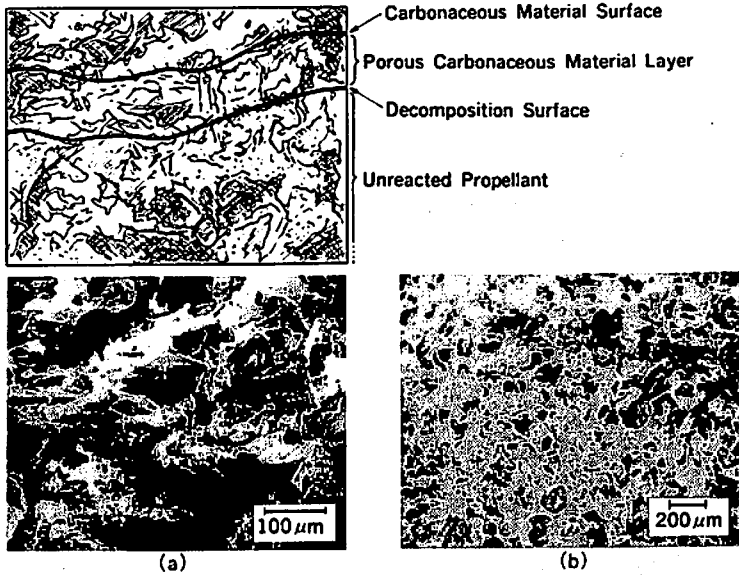 Carbonaceous Material Surface
Porous Carbonaceous Material Layer
Decomposition Surface
Unreacted Propellant
100μm
200μm
(a)
(b)